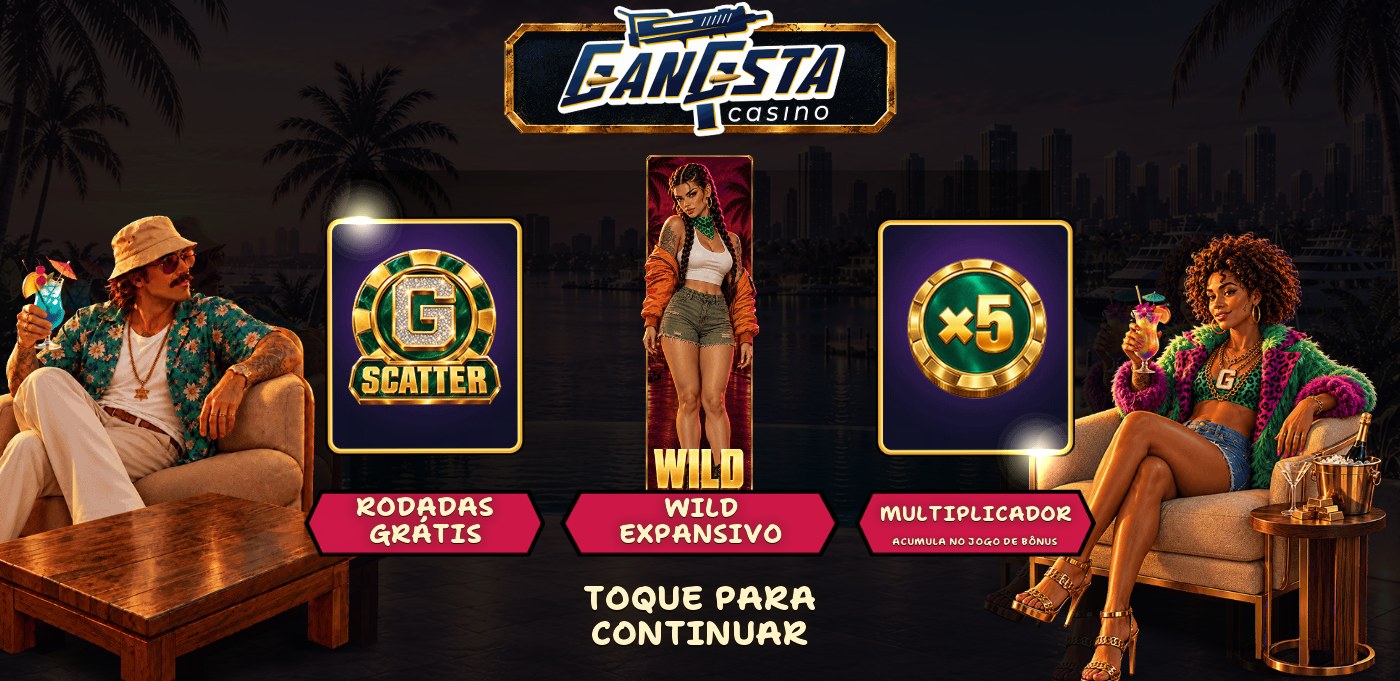 GANGSTA
casino
G
SCATTER
WILD
×5
G
RODADAS
GRÁTIS
WILD
EXPANSIVO
MULTIPLICADOR
ACUMULA NO JOGO DE BÔNUS
TOQUE PARA
CONTINUAR